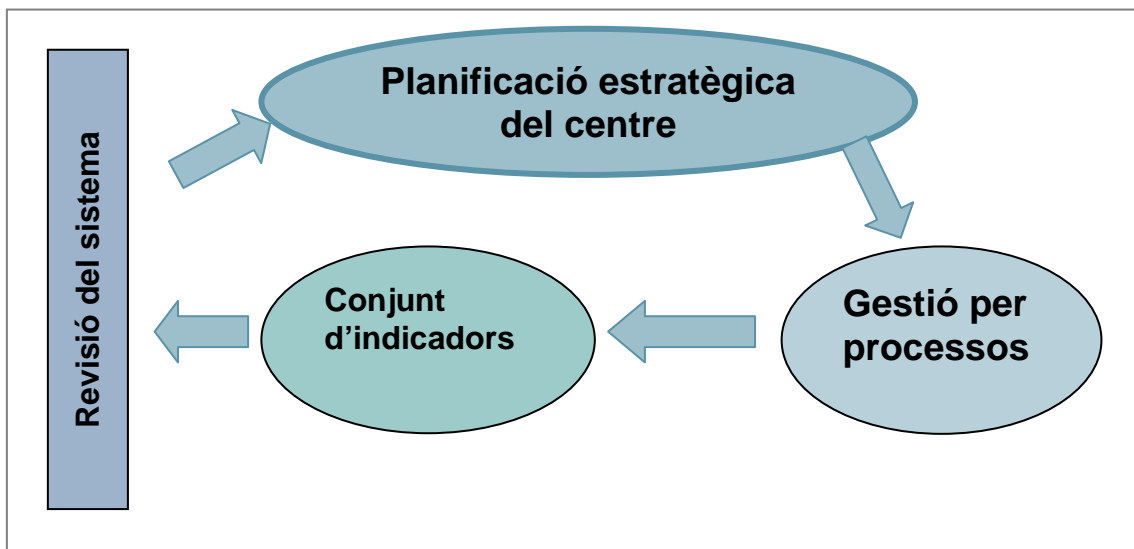 Revisió del sistema
Planificació estratègica
del centre
Conjunt
d’indicadors
Gestió per
processos